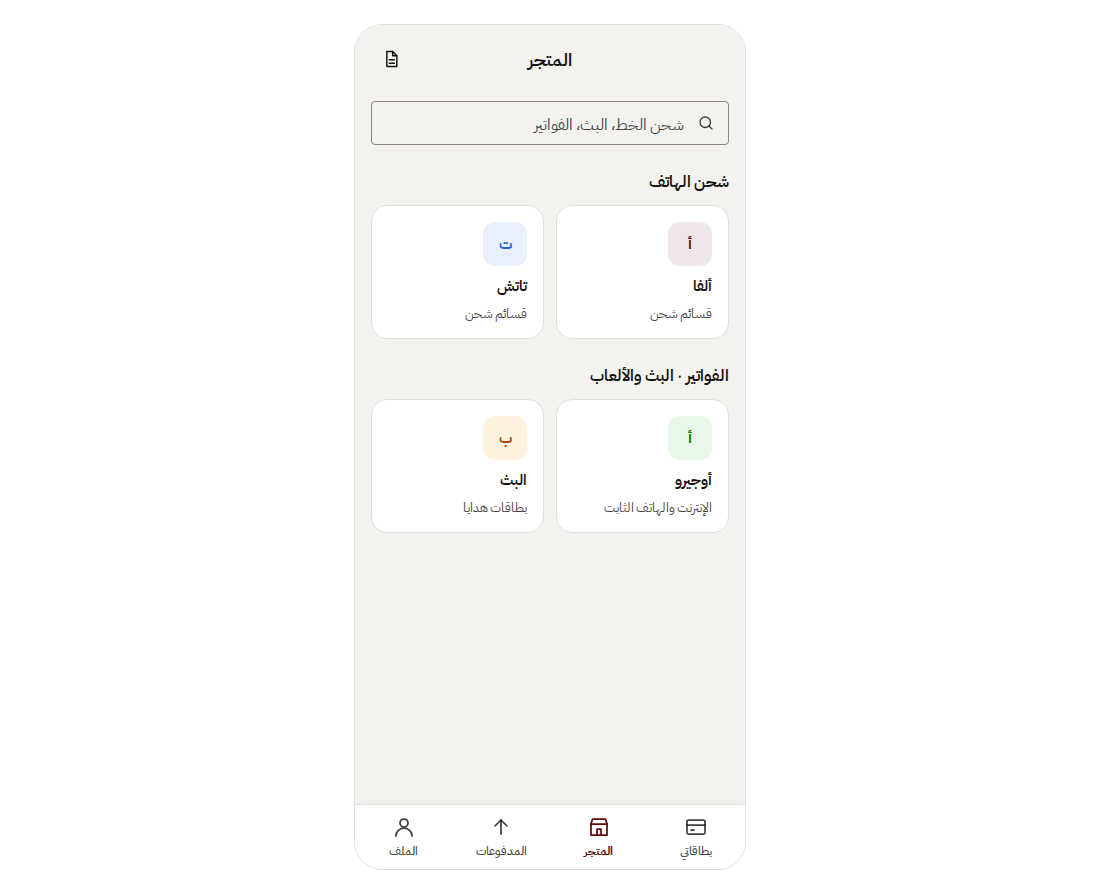 المتجر
شحن الخط، البث، الفواتير
شحن الهاتف
أ
ألفا
قسائم شحن
ت
تاتش
قسائم شحن
الفواتير · البث والألعاب
أ
أوجيرو
الإنترنت والهاتف الثابت
ب
البث
بطاقات هدايا
بطاقاتي
المتجر
المدفوعات
الملف